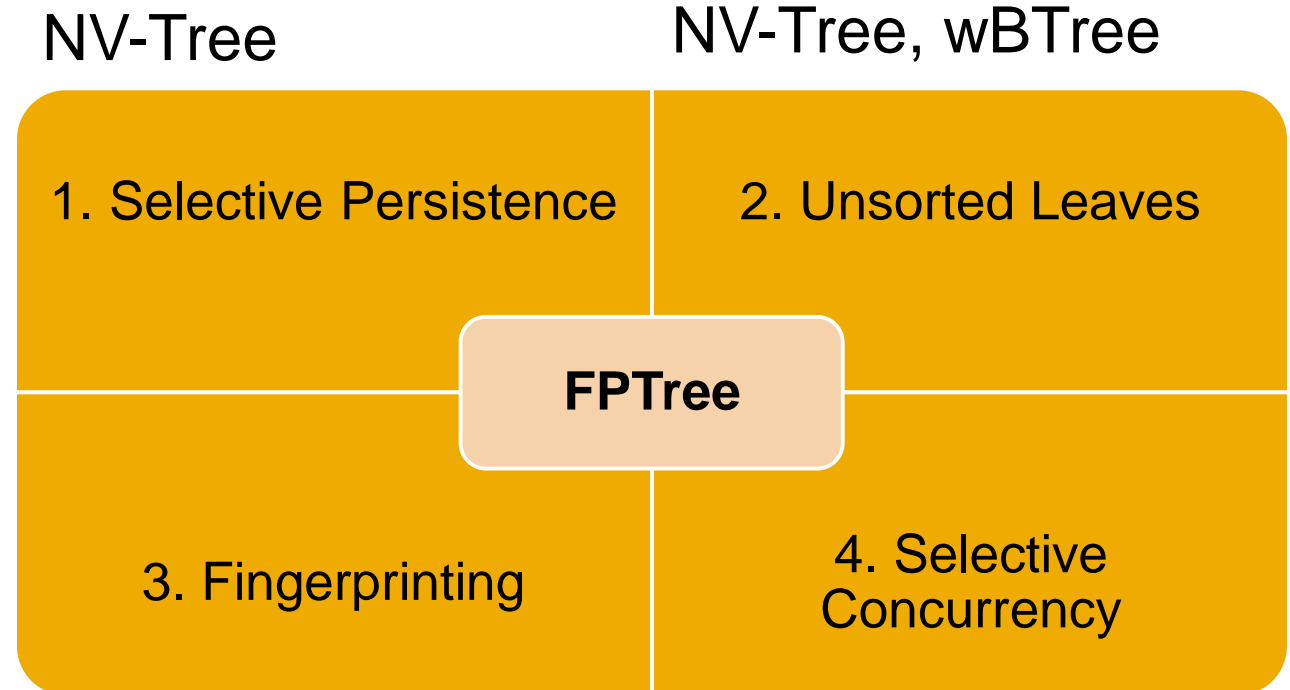 NV-Tree
NV-Tree, wBTree
1. Selective Persistence
2. Unsorted Leaves
FPTree
3. Fingerprinting
4. Selective
Concurrency